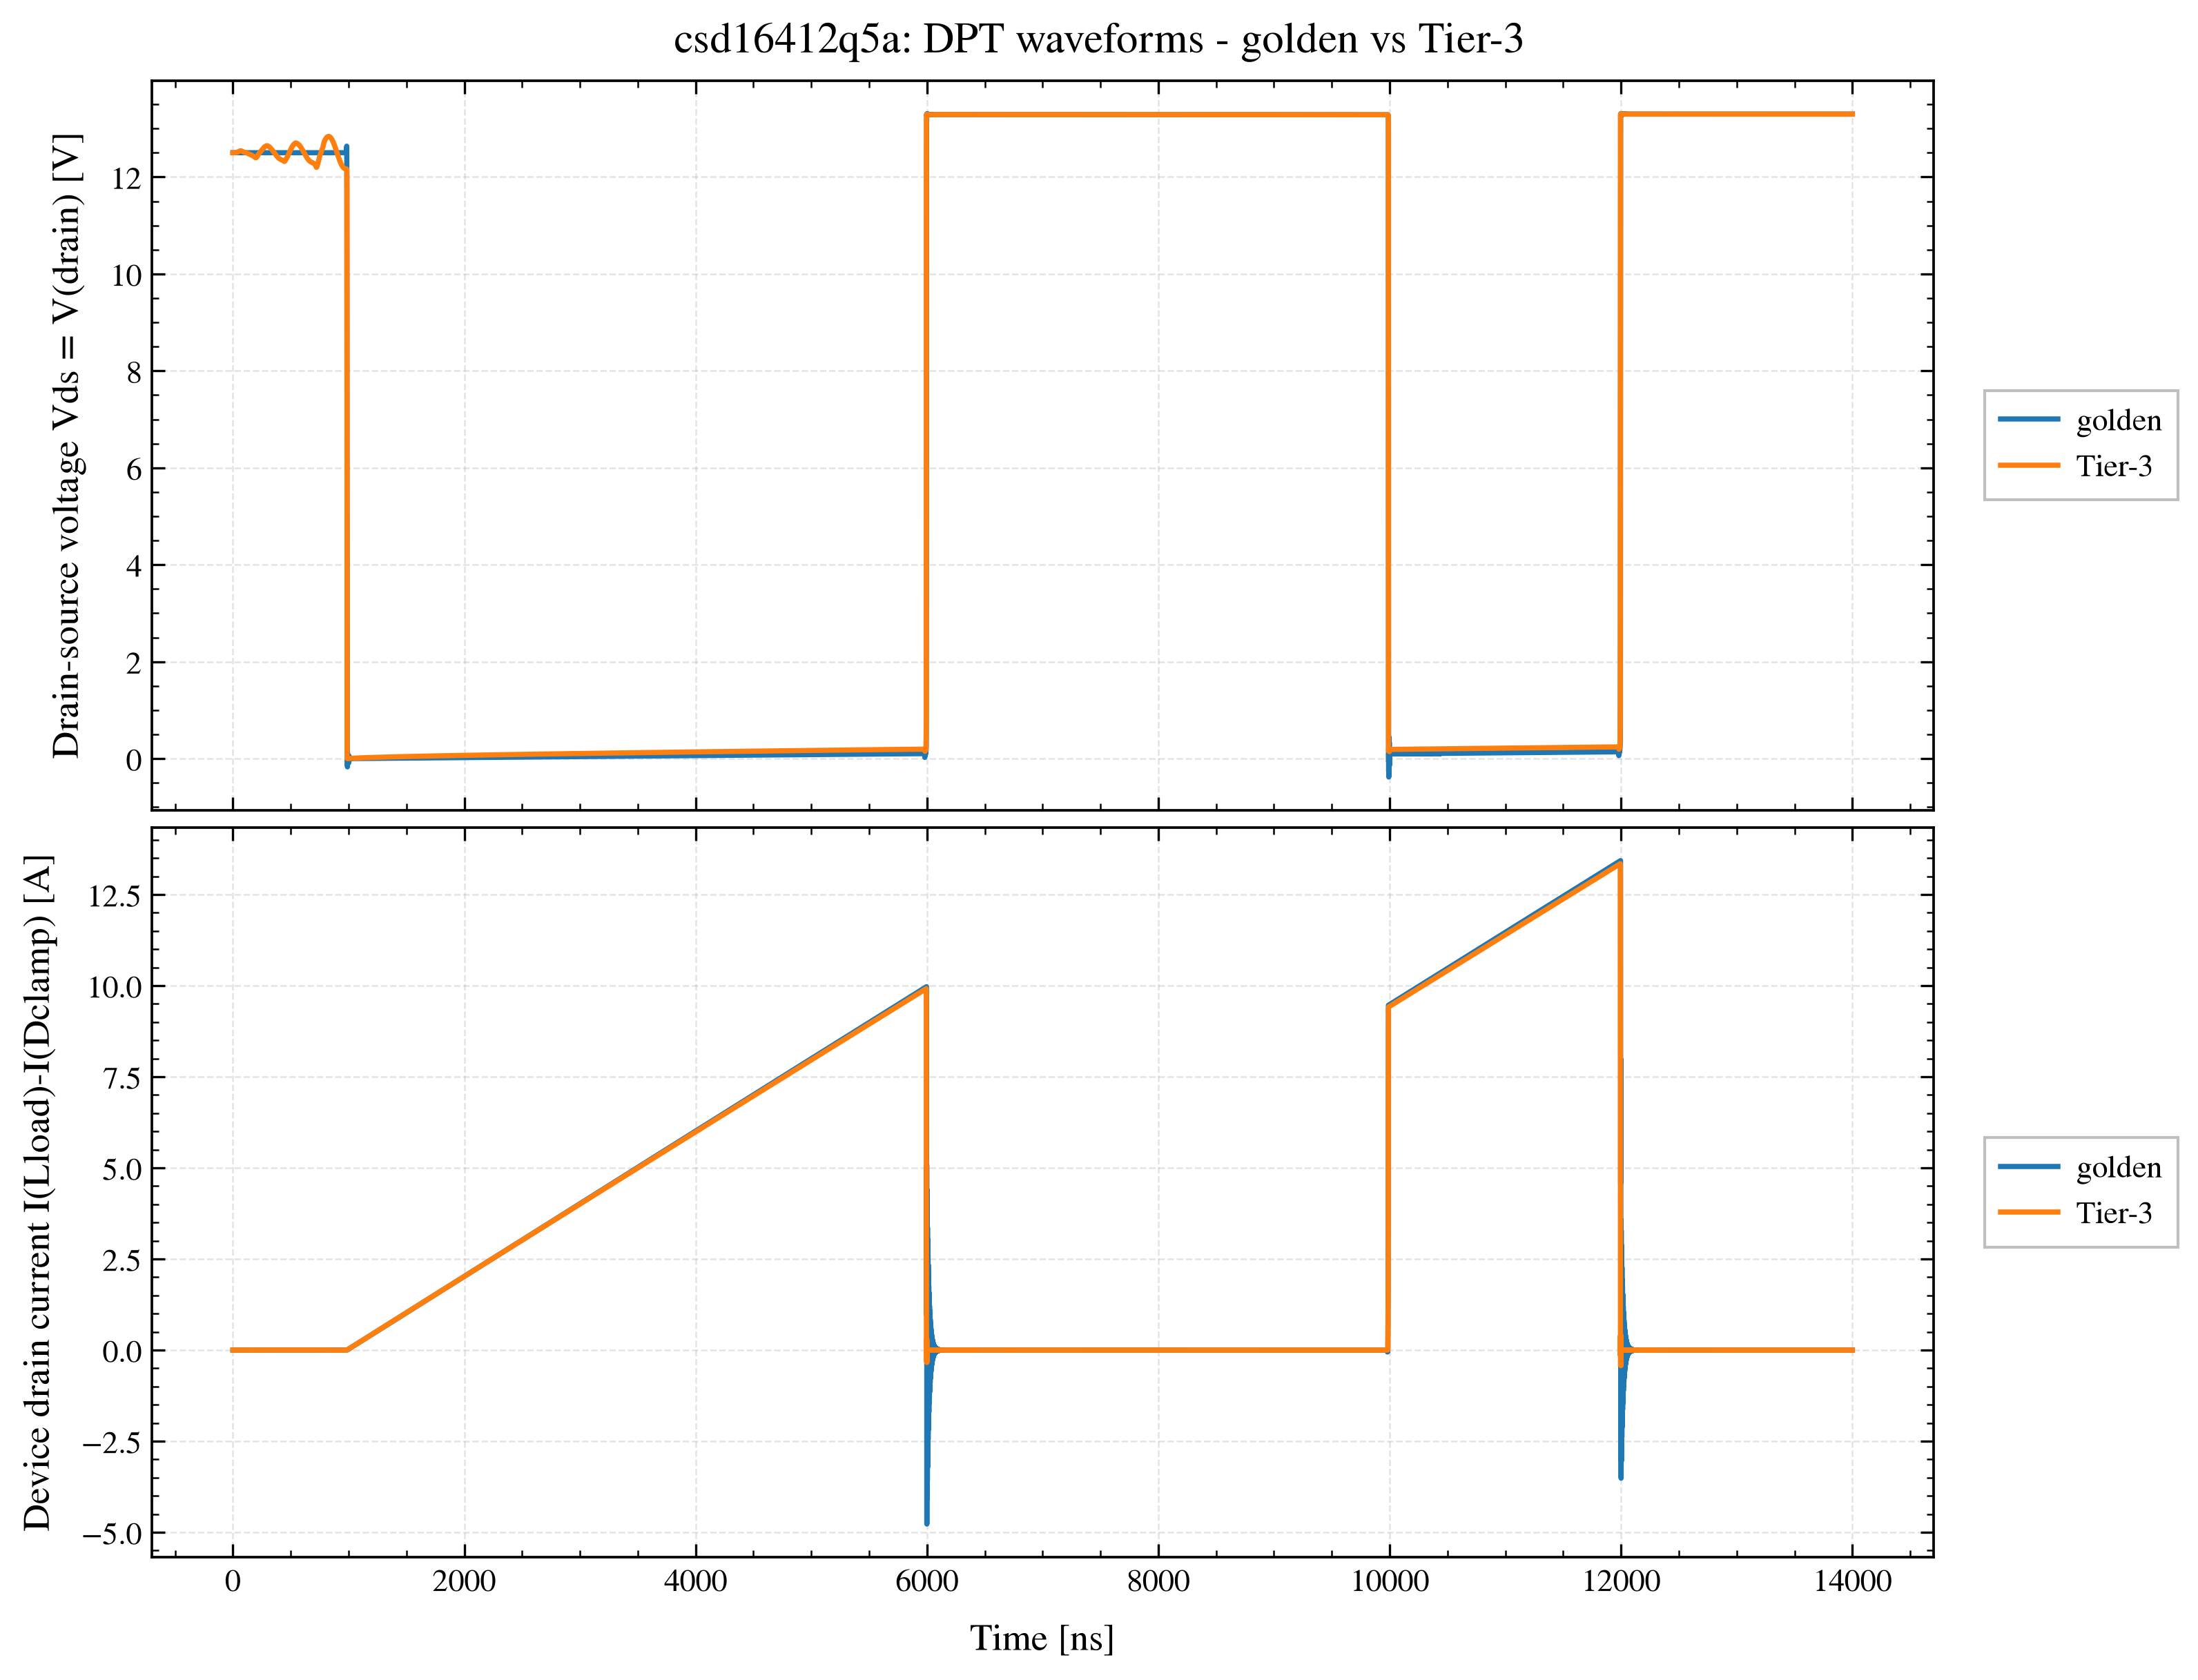 csd16412q5a: DPT waveforms - golden vs Tier-3
Drain-source voltage Vds = V(drain) [V]
12
10
8
6
4
2
0
golden
Tier-3
Device drain current I(Lload)-I(Dclamp) [A]
12.5
10.0
7.5
5.0
2.5
0.0
−2.5
−5.0
golden
Tier-3
0 2000 4000 6000 8000 10000 12000 14000
Time [ns]